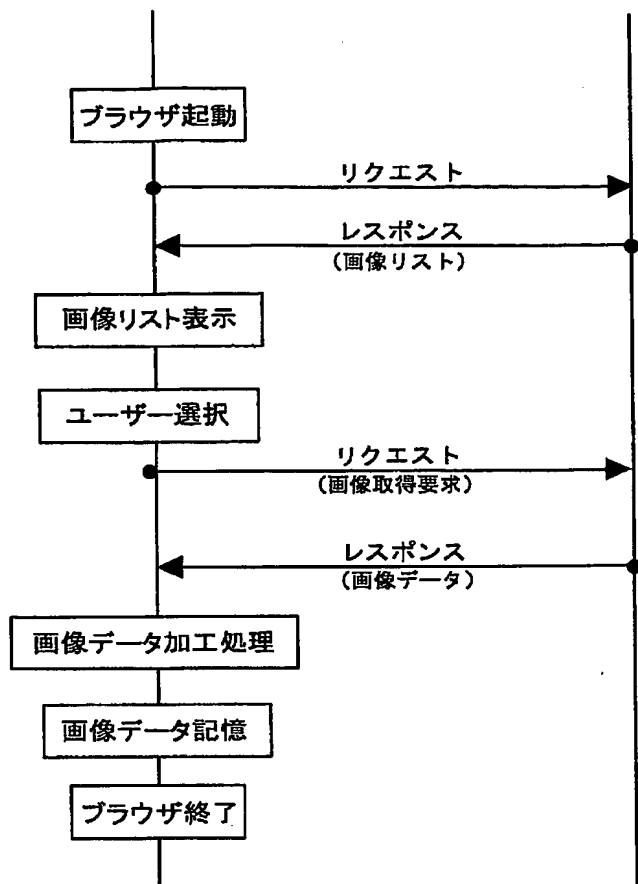 ブラウザ起動
リクエスト
レスポンス
(画像リスト)
画像リスト表示
ユーザー選択
リクエスト
(画像取得要求)
レスポンス
(画像データ)
画像データ加工処理
画像データ記憶
ブラウザ終了